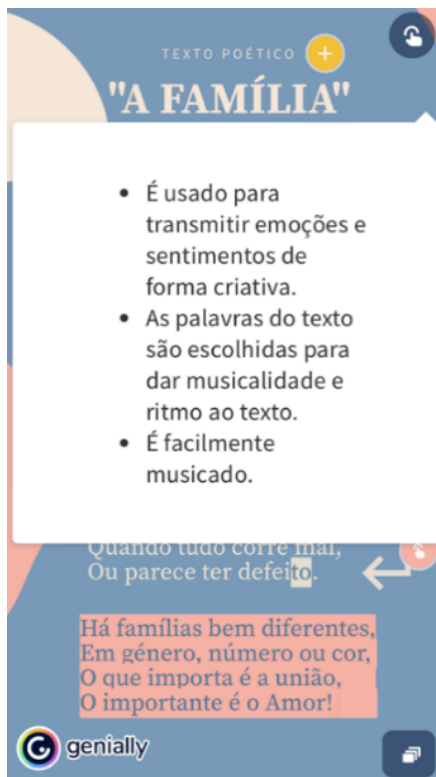 TEXTO POÉTICO +
"A FAMÍLIA"
• É usado para
transmitir emoções e
sentimentos de
forma criativa.
• As palavras do texto
são escolhidas para
dar musicalidade e
ritmo ao texto.
• É facilmente
musicado.
Quando tudo corre mal,
Ou parece ter defeito.
Há famílias bem diferentes,
Em género, número ou cor,
O que importa é a união,
O importante é o Amor!
genially